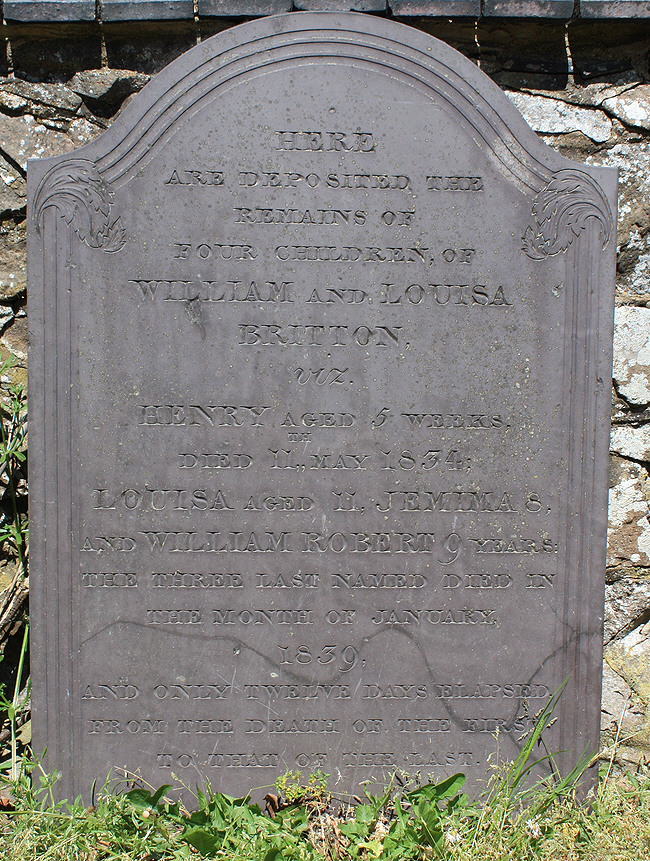 HERE
ARE DEPOSITED THE
REMAINS OF
FOUR CHILDREN, OF
WILLIAM AND LOUISA
BRITTON,
viz.
HENRY AGED 5 WEEKS,
DIED 11TH, MAY 1834;
LOUISA AGED 11, JEMIMA 8,
AND WILLIAM ROBERT 9 YEARS;
THE THREE LAST NAMED DIED IN
THE MONTH OF JANUARY,
1839,
AND ONLY TWELVE DAYS ELAPSED,
FROM THE DEATH OF THE FIRST
TO THAT OF THE LAST.